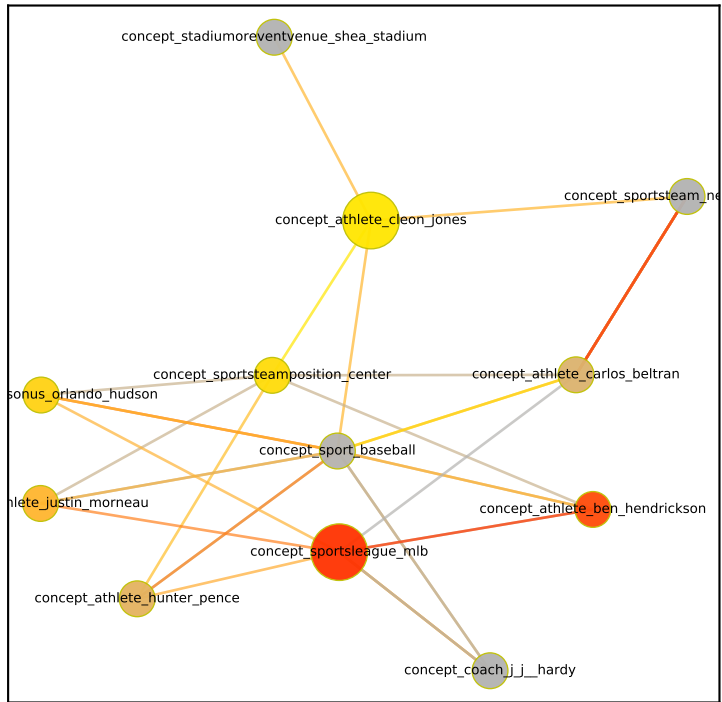 concept_stadiumoreventvenue_shea_stadium
concept_sportsteam_ne
concept_athlete_cleon_jones
concept_sportsteamposition_center
concept_athlete_carlos_beltran
sonus_orlando_hudson
concept_sport_baseball
hlete_justin_morneau
concept_athlete_ben_hendrickson
concept_sportsleague_mlb
concept_athlete_hunter_pence
concept_coach_j_j__hardy